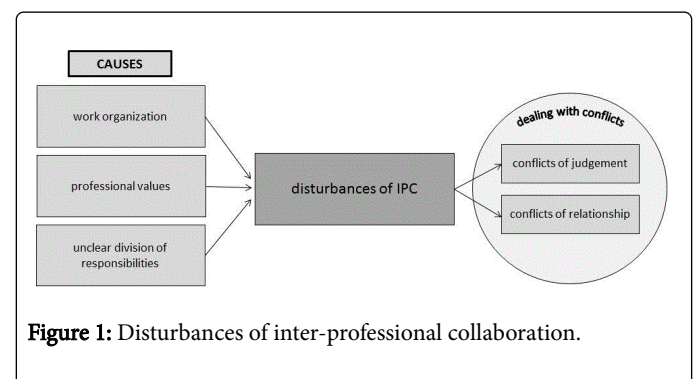 CAUSES
work organization
professional values
unclear division of
responsibilities
disturbances of IPC
dealing with conflicts
conflicts of judgement
conflicts of relationship
Figure 1: Disturbances of inter-professional collaboration.